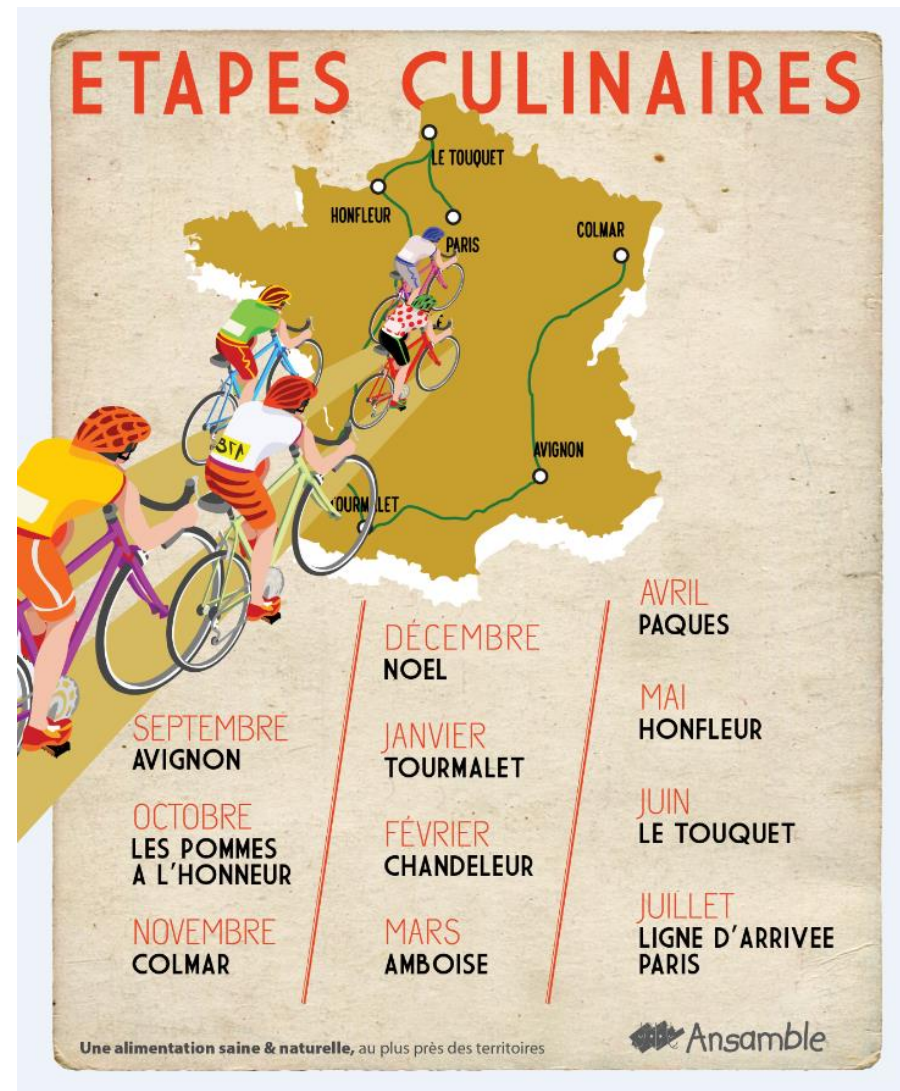 ETAPES CULINAIRES
LE TOUQUET
HONFLEUR
PARIS
COLMAR
AVIGNON
TOURMALET
SEPTEMBRE
AVIGNON
OCTOBRE
LES POMMES
A L'HONNEUR
NOVEMBRE
COLMAR
DÉCEMBRE
NOEL
JANVIER
TOURMALET
FÉVRIER
CHANDELEUR
MARS
AMBOISE
AVRIL
PAQUES
MAI
HONFLEUR
JUIN
LE TOUQUET
JUILLET
LIGNE D'ARRIVEE
PARIS
Une alimentation saine & naturelle, au plus près des territoires
Ansamble